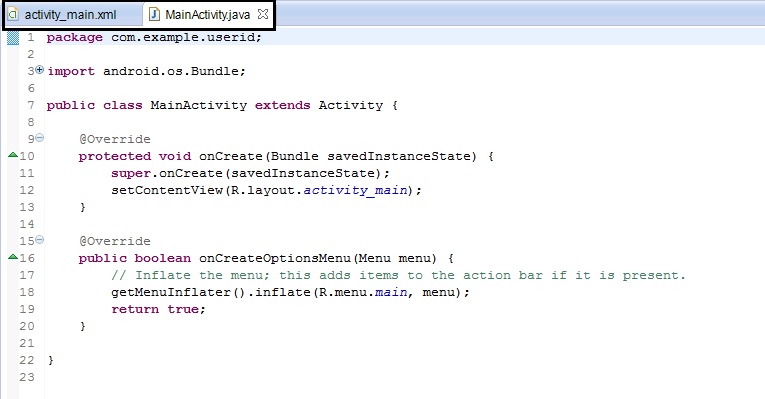 activity_main.xml MainActivity.java
1 package com.example.userid;
2
3 import android.os.Bundle;
6
7 public class MainActivity extends Activity {
8
9 @Override
10 protected void onCreate(Bundle savedInstanceState) {
11 super.onCreate(savedInstanceState);
12 setContentView(R.layout.activity_main);
13 }
14
15 @Override
16 public boolean onCreateOptionsMenu(Menu menu) {
17 // Inflate the menu; this adds items to the action bar if it is present.
18 getMenuInflater().inflate(R.menu.main, menu);
19 return true;
20 }
21
22 }
23